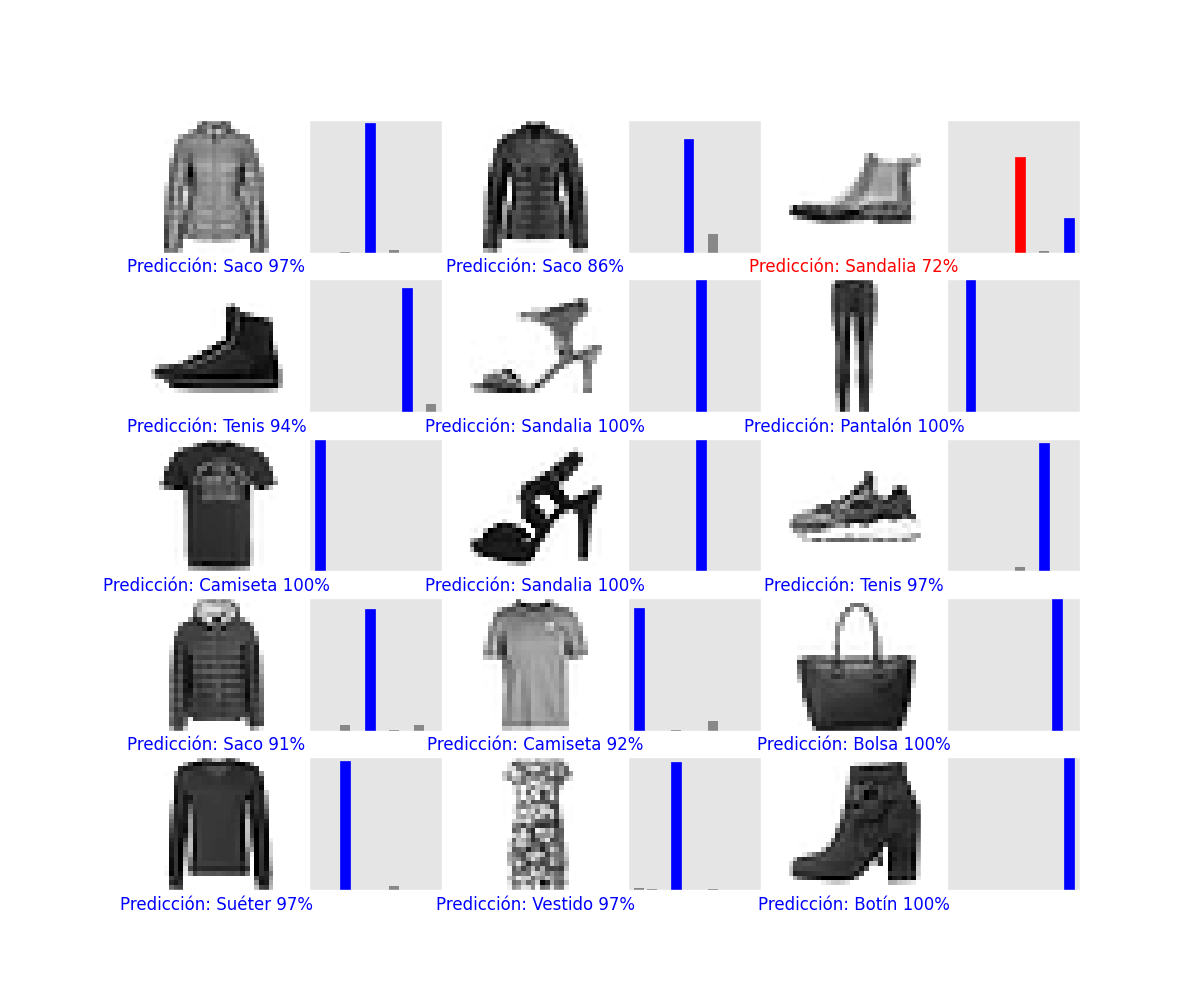 Predicción: Saco 97%
Predicción: Saco 86%
Predicción: Sandalia 72%
Predicción: Tenis 94%
Predicción: Sandalia 100%
Predicción: Pantalón 100%
Predicción: Camiseta 100%
Predicción: Sandalia 100%
Predicción: Tenis 97%
Predicción: Saco 91%
Predicción: Camiseta 92%
Predicción: Bolsa 100%
Predicción: Suéter 97%
Predicción: Vestido 97%
Predicción: Botín 100%